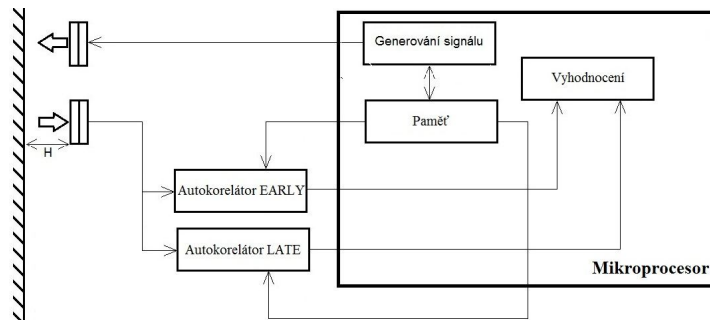 Generování signálu
Vyhodnocení
Paměť
H
Autokorelátor EARLY
Autokorelátor LATE
Mikroprocesor